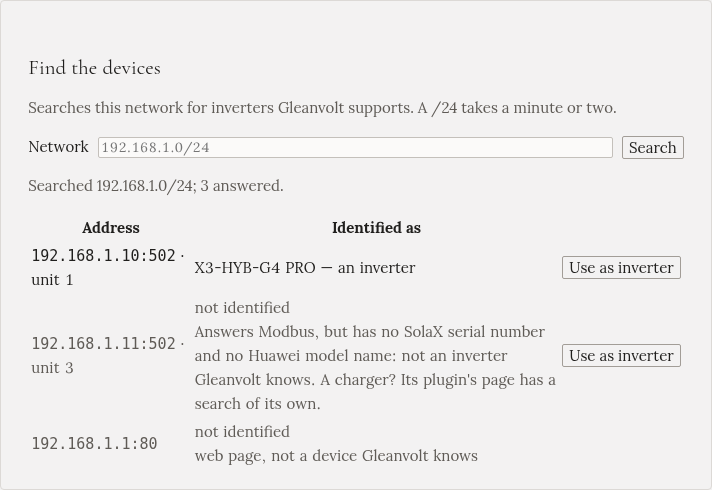 Find the devices
Searches this network for inverters Gleanvolt supports. A /24 takes a minute or two.
Network 192.168.1.0/24 Search
Searched 192.168.1.0/24; 3 answered.
Address Identified as
192.168.1.10:502 ·
unit 1
X3-HYB-G4 PRO — an inverter
Use as inverter
192.168.1.11:502 ·
unit 3
not identified
Answers Modbus, but has no SolaX serial number
and no Huawei model name: not an inverter
Gleanvolt knows. A charger? Its plugin's page has a
search of its own.
Use as inverter
192.168.1.1:80
not identified
web page, not a device Gleanvolt knows